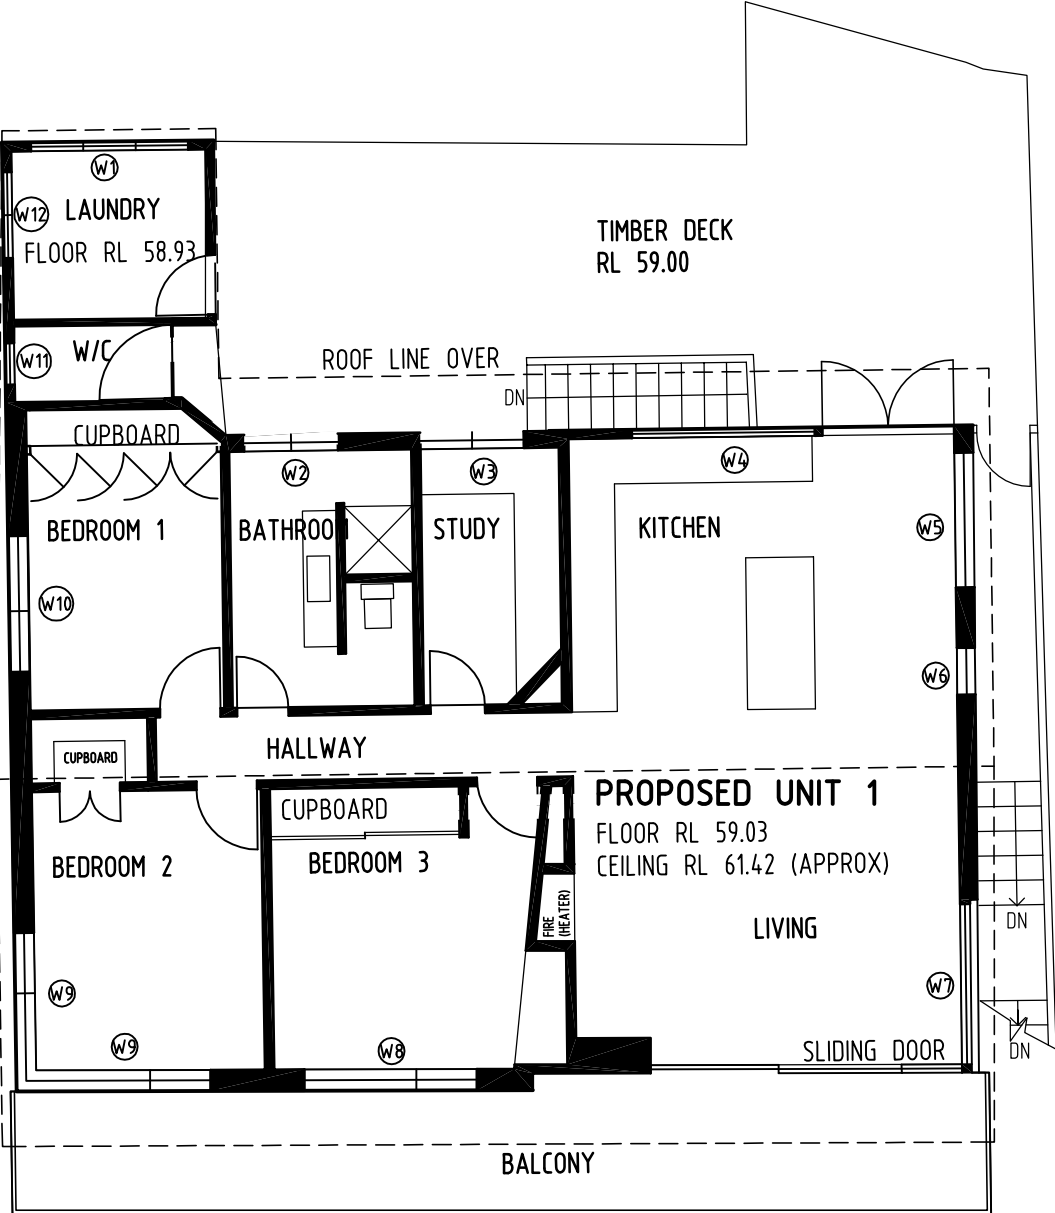 W1
W12
LAUNDRY
FLOOR RL 58.93
TIMBER DECK
RL 59.00
W11
W/C
ROOF LINE OVER
DN
CUPBOARD
W2
W3
W4
BEDROOM 1
BATHROOM
STUDY
KITCHEN
W5
W10
W6
HALLWAY
CUPBOARD
CUPBOARD
PROPOSED UNIT 1
FLOOR RL 59.03
CEILING RL 61.42 (APPROX)
BEDROOM 2
BEDROOM 3
FIRE
(HEATER)
LIVING
DN
W9
W7
W9
W8
SLIDING DOOR
DN
BALCONY